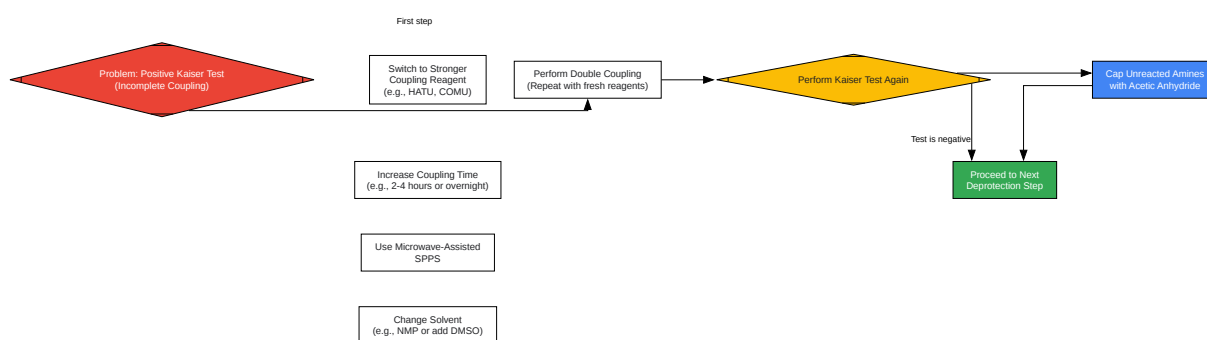 First step
Problem: Positive Kaiser Test
(Incomplete Coupling)
Switch to Stronger
Coupling Reagent
(e.g., HATU, COMU)
Perform Double Coupling
(Repeat with fresh reagents)
Perform Kaiser Test Again
Cap Unreacted Amines
with Acetic Anhydride
Test is negative
Increase Coupling Time
(e.g., 2-4 hours or overnight)
Proceed to Next
Deprotection Step
Use Microwave-Assisted
SPPS
Change Solvent
(e.g., NMP or add DMSO)